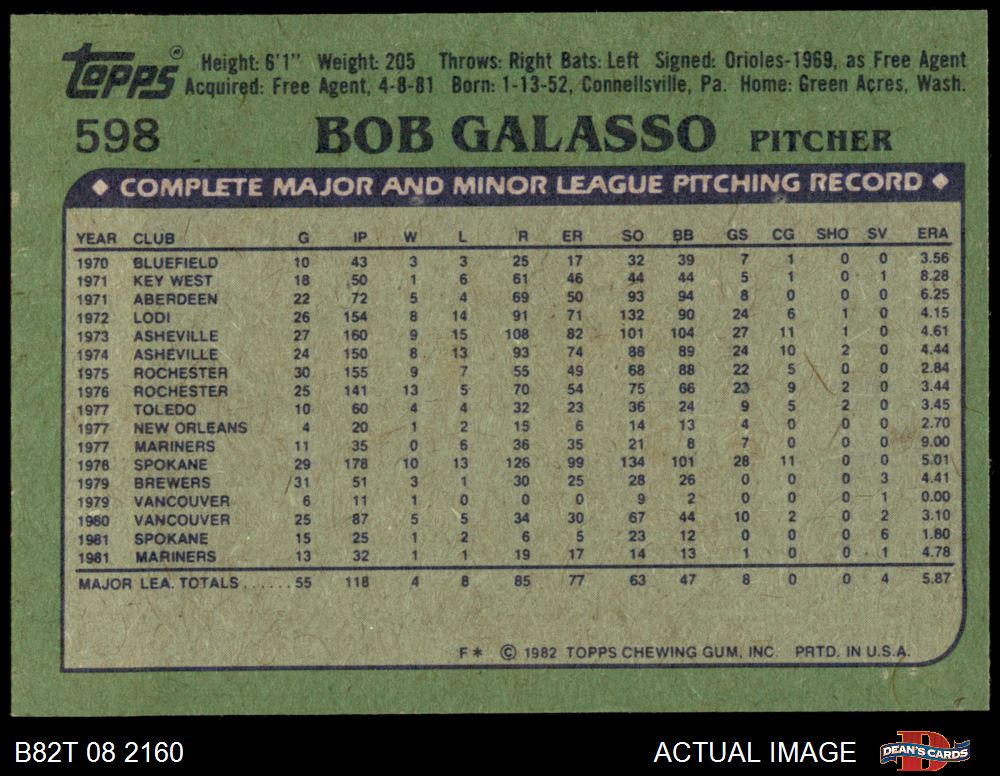 Topps® Height: 6'1" Weight: 205 Throws: Right Bats: Left Signed: Orioles-1969, as Free Agent
Acquired: Free Agent, 4-8-81 Born: 1-13-52, Connellsville, Pa. Home: Green Acres, Wash.
598 BOB GALASSO PITCHER
◆ COMPLETE MAJOR AND MINOR LEAGUE PITCHING RECORD ◆
YEAR CLUB G IP W L R ER SO BB GS CG SHO SV ERA
1970 BLUEFIELD 10 43 3 3 25 17 32 39 7 1 0 0 3.56
1971 KEY WEST 18 50 1 6 61 46 44 44 5 1 0 1 8.28
1971 ABERDEEN 22 72 5 4 69 50 93 94 8 0 0 0 6.25
1972 LODI 26 154 8 14 91 71 132 90 24 6 1 0 4.15
1973 ASHEVILLE 27 160 9 15 108 82 101 104 27 11 1 0 4.61
1974 ASHEVILLE 24 150 8 13 93 74 88 89 24 10 2 0 4.44
1975 ROCHESTER 30 155 9 7 55 49 68 88 22 5 0 0 2.84
1976 ROCHESTER 25 141 13 5 70 54 75 66 23 9 2 0 3.44
1977 TOLEDO 10 60 4 4 32 23 36 24 9 5 2 0 3.45
1977 NEW ORLEANS 4 20 1 2 15 6 14 13 4 0 0 0 2.70
1977 MARINERS 11 35 0 6 36 35 21 8 7 0 0 0 9.00
1978 SPOKANE 29 178 10 13 126 99 134 101 28 11 0 0 5.01
1979 BREWERS 31 51 3 1 30 25 28 26 0 0 0 3 4.41
1979 VANCOUVER 6 11 1 0 0 0 9 2 0 0 0 1 0.00
1980 VANCOUVER 25 87 5 5 34 30 67 44 10 2 0 2 3.10
1981 SPOKANE 15 25 1 2 6 5 23 12 0 0 0 6 1.80
1981 MARINERS 13 32 1 1 19 17 14 13 1 0 0 1 4.78
MAJOR LEA. TOTALS......55 118 4 8 85 77 63 47 8 0 0 4 5.87
F* © 1982 TOPPS CHEWING GUM, INC. PRTD. IN U.S.A.
B82T 08 2160 ACTUAL IMAGE DEAN'S CARDS